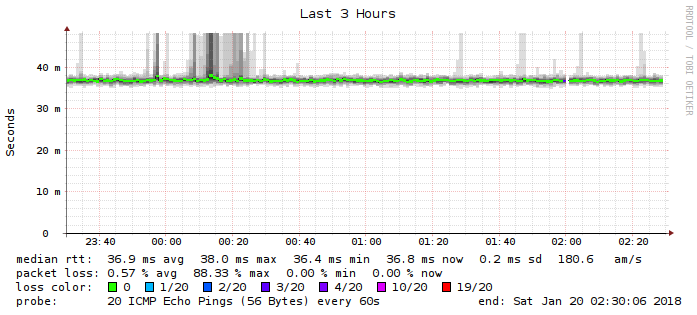 Last 3 Hours
RRDTOOL / TOBI OETIKER
Seconds
40 m
30 m
20 m
10 m
0
23:40 00:00 00:20 00:40 01:00 01:20 01:40 02:00 02:20
median rtt: 36.9 ms avg 38.0 ms max 36.4 ms min 36.8 ms now 0.2 ms sd 180.6 am/s
packet loss: 0.57 % avg 88.33 % max 0.00 % min 0.00 % now
loss color: 0 1/20 2/20 3/20 4/20 10/20 19/20
probe: 20 ICMP Echo Pings (56 Bytes) every 60s end: Sat Jan 20 02:30:06 2018